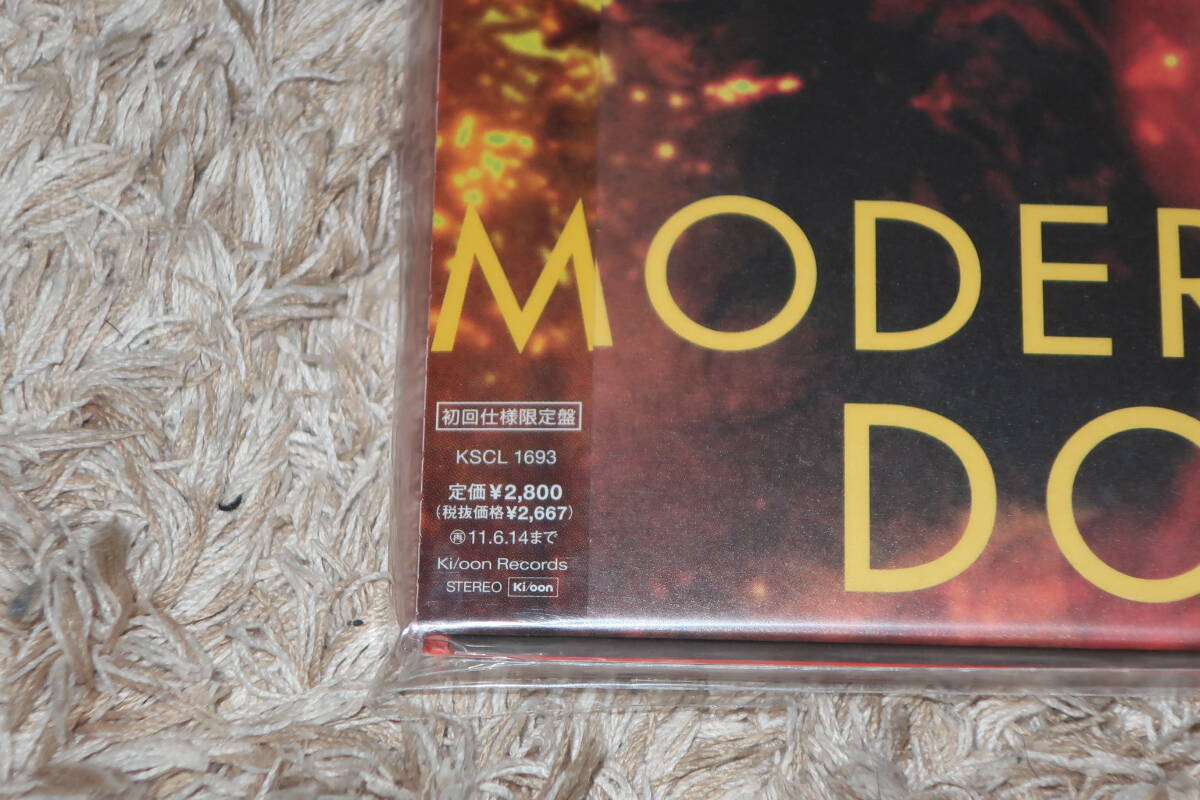 MODER
DO
初回仕様限定盤
KSCL 1693
定価¥2,800
(税抜価格¥2,667)
再11.6.14まで
Ki/oon Records
STEREO Ki/oon